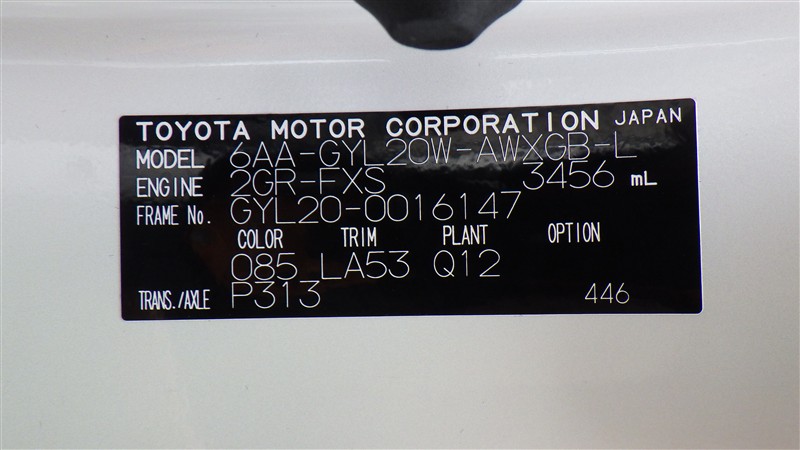 TOYOTA MOTOR CORPORATION JAPAN
MODEL 6AA-GYL20W-AWXGB-L
ENGINE 2GR-FXS 3456 mL
FRAME No. GYL20-0016147
COLOR TRIM PLANT OPTION
085 LA53 Q12
TRANS./AXLE P313 446